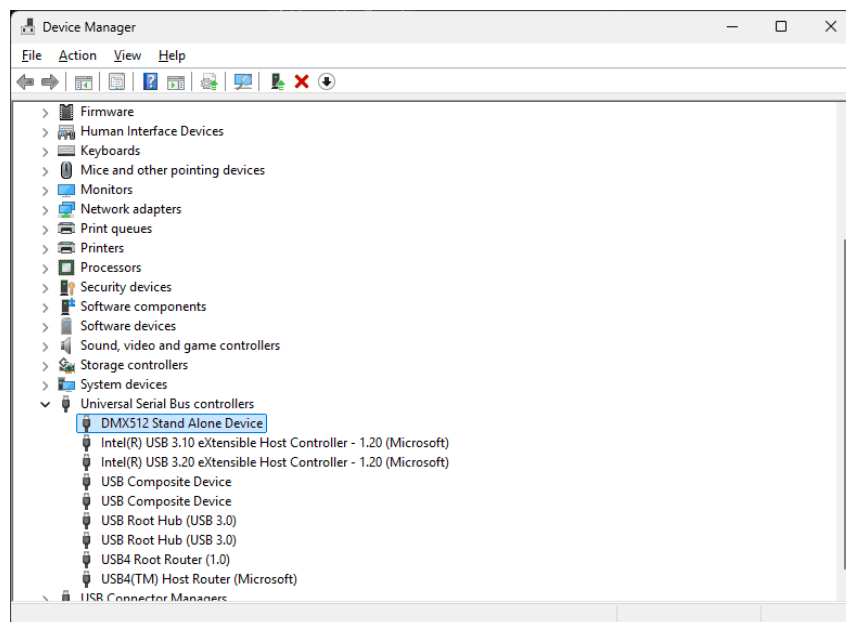 Device Manager
File Action View Help
Firmware
Human Interface Devices
Keyboards
Mice and other pointing devices
Monitors
Network adapters
Print queues
Printers
Processors
Security devices
Software components
Software devices
Sound, video and game controllers
Storage controllers
System devices
Universal Serial Bus controllers
DMX512 Stand Alone Device
Intel(R) USB 3.10 eXtensible Host Controller - 1.20 (Microsoft)
Intel(R) USB 3.20 eXtensible Host Controller - 1.20 (Microsoft)
USB Composite Device
USB Composite Device
USB Root Hub (USB 3.0)
USB Root Hub (USB 3.0)
USB4 Root Router (1.0)
USB4(TM) Host Router (Microsoft)
USB Connector Managers